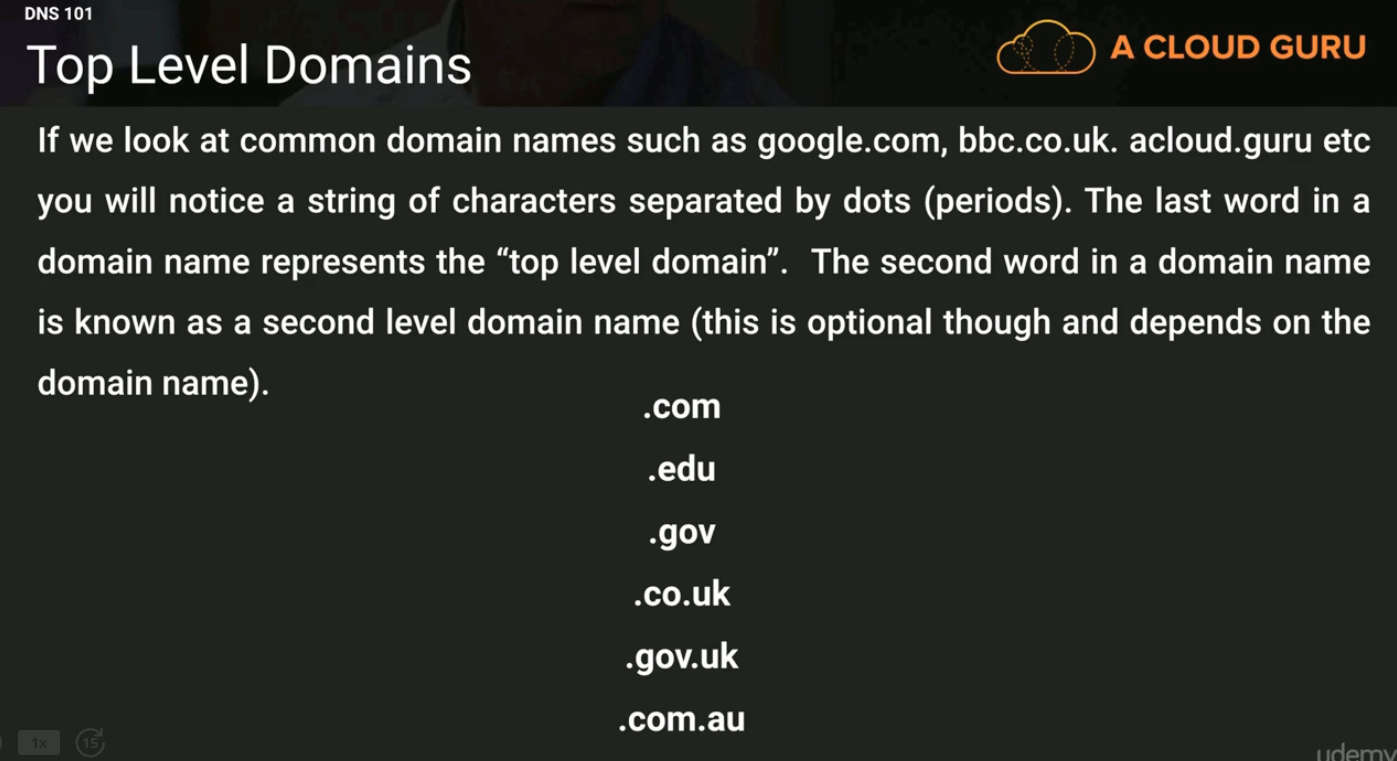 DNS 101
Top Level Domains
A CLOUD GURU
If we look at common domain names such as google.com, bbc.co.uk. acloud.guru etc
you will notice a string of characters separated by dots (periods). The last word in a
domain name represents the “top level domain”. The second word in a domain name
is known as a second level domain name (this is optional though and depends on the
domain name).
.com
.edu
.gov
.co.uk
.gov.uk
.com.au
1x
15
udemy